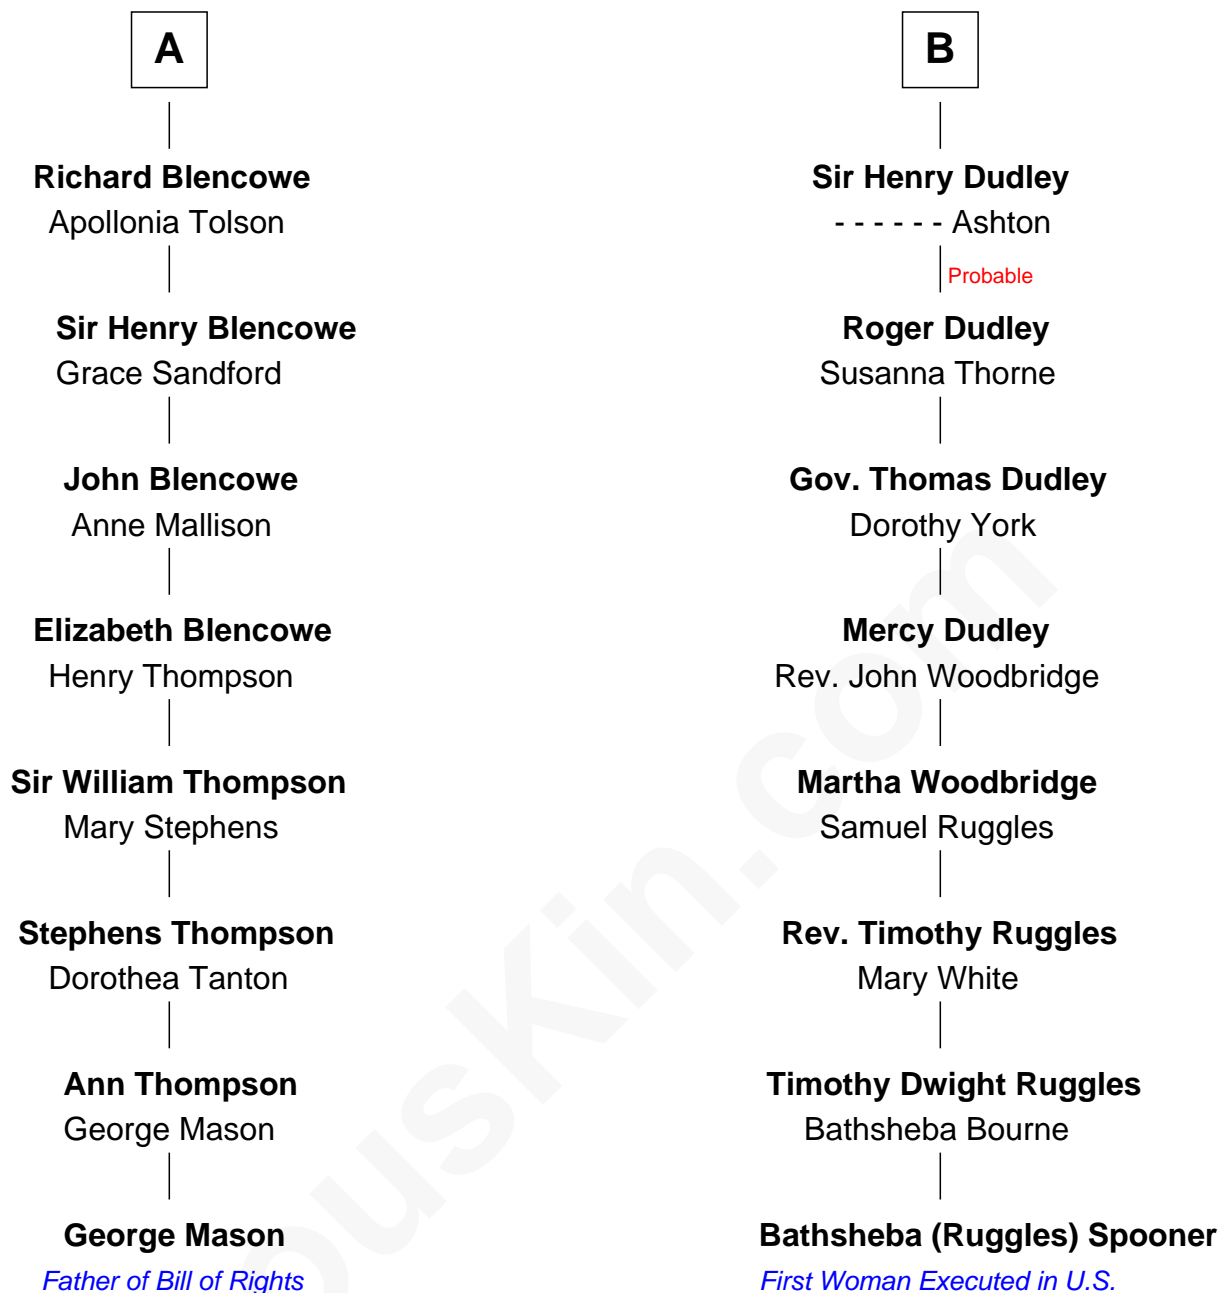 A
Richard Blencowe
Apollonia Tolson
Sir Henry Blencowe
Grace Sandford
John Blencowe
Anne Mallison
Elizabeth Blencowe
Henry Thompson
Sir William Thompson
Mary Stephens
Stephens Thompson
Dorothea Tanton
Ann Thompson
George Mason
George Mason
Father of Bill of Rights
B
Sir Henry Dudley
- - - - - - Ashton
Probable
Roger Dudley
Susanna Thorne
Gov. Thomas Dudley
Dorothy York
Mercy Dudley
Rev. John Woodbridge
Martha Woodbridge
Samuel Ruggles
Rev. Timothy Ruggles
Mary White
Timothy Dwight Ruggles
Bathsheba Bourne
Bathsheba (Ruggles) Spooner
First Woman Executed in U.S.
ousKin.com